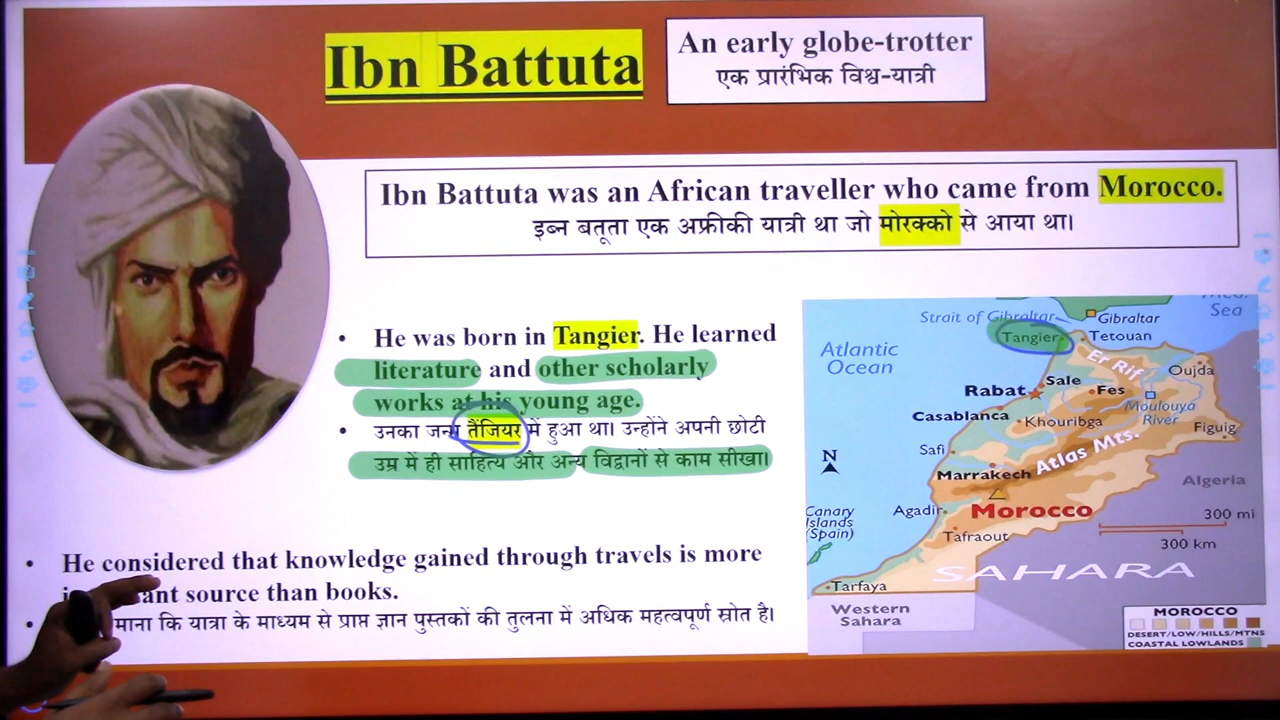 Ibn Battuta
An early globe-trotter
एक प्रारंभिक विश्व-यात्री
Ibn Battuta was an African traveller who came from Morocco.
इब्न बतूता एक अफ्रीकी यात्री था जो मोरक्को से आया था।
• He was born in Tangier. He learned
literature and other scholarly
works at his young age.
• उनका जन्म तैंजियर में हुआ था। उन्होंने अपनी छोटी
उम्र में ही साहित्य और अन्य विद्वानों से काम सीखा।
• He considered that knowledge gained through travels is more
source than books.
• माना कि यात्रा के माध्यम से प्राप्त ज्ञान पुस्तकों की तुलना में अधिक महत्वपूर्ण स्रोत है।
Strait of Gibraltar
Gibraltar
Sea
Tangier
Tetouan
Atlantic
Ocean
Er Rif
Oujda
Rabat
Sale
Fes
Moulouya
River
Casablanca
Khouribga
Figuig
Safi
Atlas Mts.
N
Marrakech
Algeria
Canary
Islands
(Spain)
Agadir
Morocco
300 mi
Tafraout
300 km
SAHARA
Tarfaya
Western
Sahara
MOROCCO
DESERT/LOW/HILLS/MTNS
COASTAL LOWLANDS